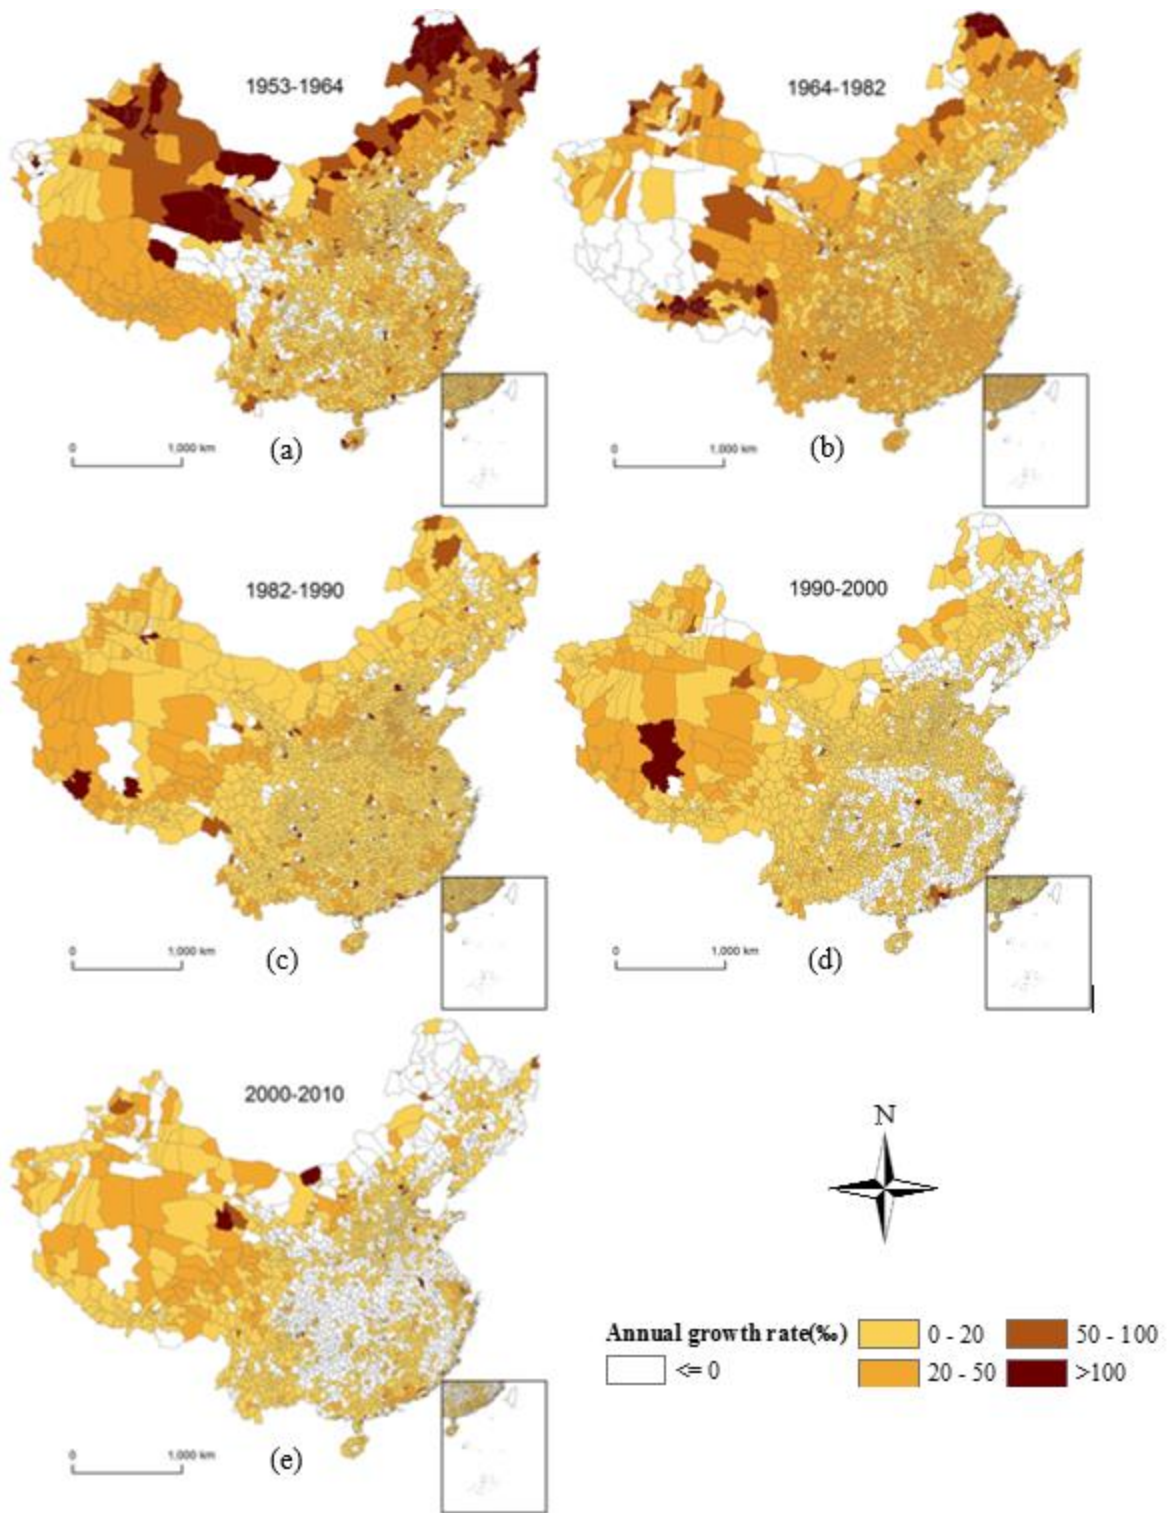 1953-1964
0 1,000 km
(a)
1964-1982
0 1,000 km
(b)
1982-1990
0 1,000 km
(c)
1990-2000
0 1,000 km
(d)
2000-2010
0 1,000 km
(e)
N
Annual growth rate(‰)
<= 0
0 - 20
20 - 50
50 - 100
>100